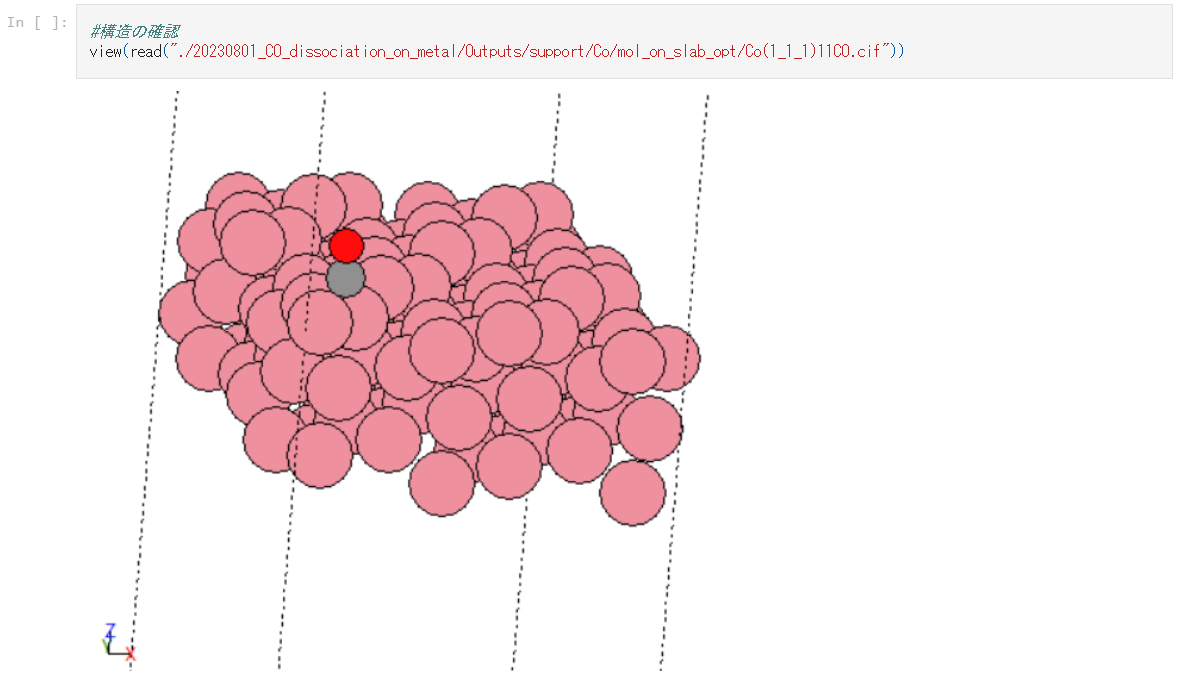 In [ ]:
#構造の確認
view(read("./20230801_CO_dissociation_on_metal/Outputs/support/Co/mol_on_slab_opt/Co(1_1_1)11CO.cif"))
Z
Y
X